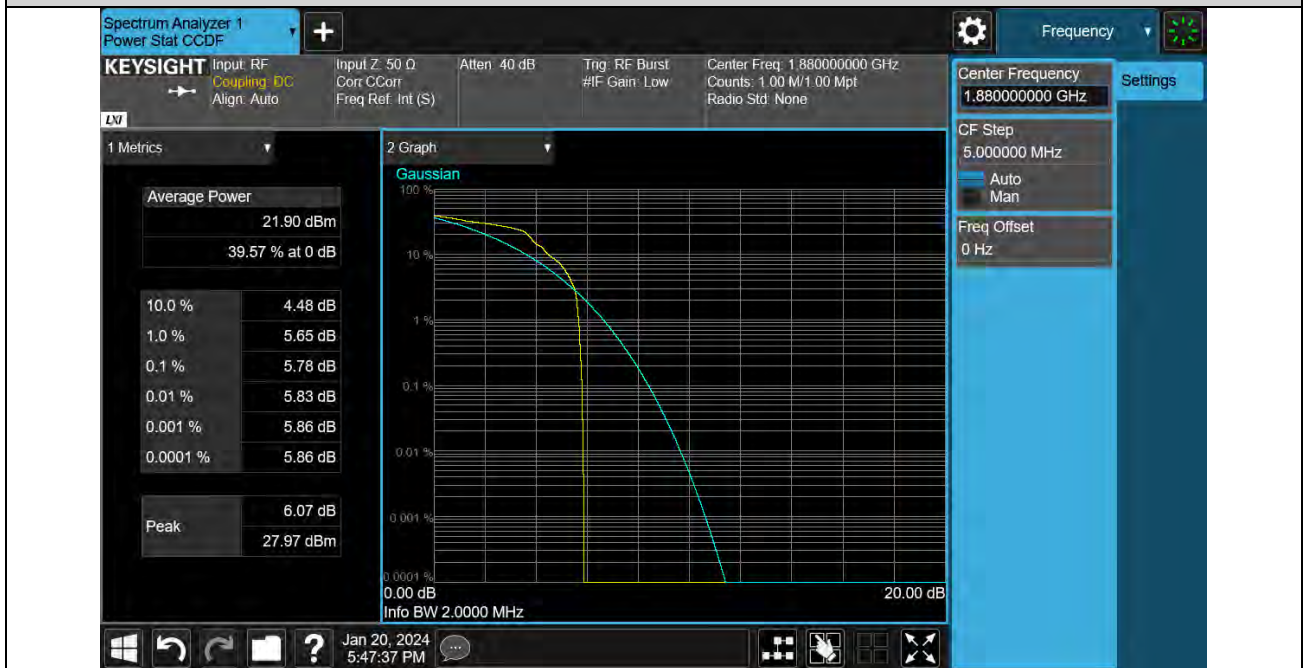 Spectrum Analyzer 1
Power Stat CCDF
Frequency
KEYSIGHT
Input: RF
Coupling: DC
Align: Auto
Input Z: 50 Ω
Corr CCorr
Freq Ref: Int (S)
Atten: 40 dB
Trig: RF Burst
#IF Gain: Low
Center Freq: 1.880000000 GHz
Counts: 1.00 M/1.00 Mpt
Radio Std: None
LXI
Center Frequency
1.880000000 GHz
Settings
CF Step
5.000000 MHz
Auto
Man
Freq Offset
0 Hz
1 Metrics
Average Power
21.90 dBm
39.57 % at 0 dB
10.0 % 4.48 dB
1.0 % 5.65 dB
0.1 % 5.78 dB
0.01 % 5.83 dB
0.001 % 5.86 dB
0.0001 % 5.86 dB
Peak
6.07 dB
27.97 dBm
2 Graph
Gaussian
100 %
10 %
1 %
0.1 %
0.01 %
0.001 %
0.0001 %
0.00 dB 20.00 dB
Info BW 2.0000 MHz
Jan 20, 2024
5:47:37 PM